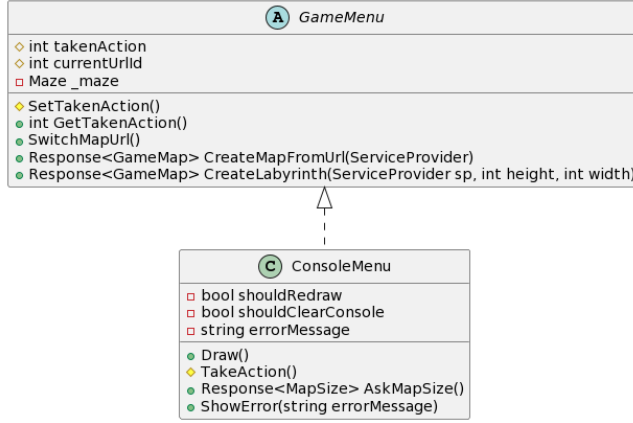 A GameMenu
int takenAction
int currentUrlId
Maze _maze
SetTakenAction()
int GetTakenAction()
SwitchMapUrl()
Response<GameMap> CreateMapFromUrl(ServiceProvider)
Response<GameMap> CreateLabyrinth(ServiceProvider sp, int height, int width)
C ConsoleMenu
bool shouldRedraw
bool shouldClearConsole
string errorMessage
Draw()
TakeAction()
Response<MapSize> AskMapSize()
ShowError(string errorMessage)